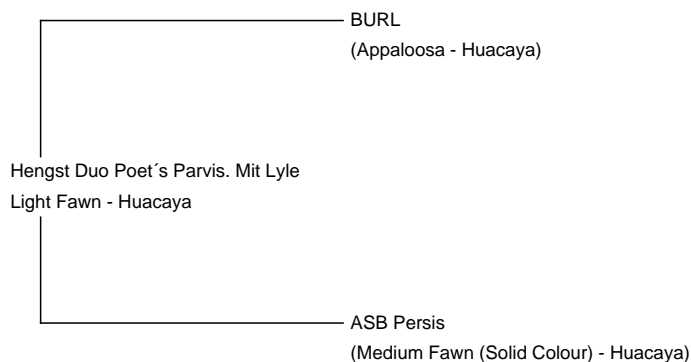 BURL
(Appaloosa - Huacaya)
Hengst Duo Poet´s Parvis. Mit Lyle
Light Fawn - Huacaya
ASB Persis
(Medium Fawn (Solid Colour) - Huacaya)